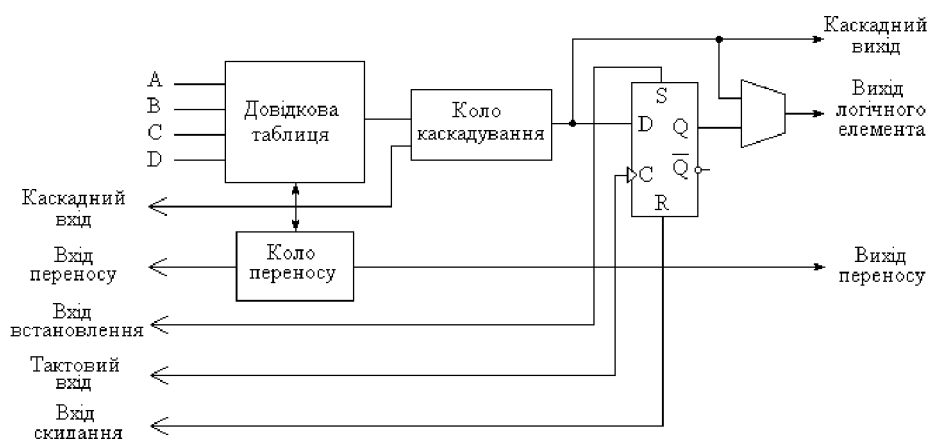 Каскадний
вихід
A
B
C
D
Довідкова
таблиця
Коло
каскадування
S
D
Q
Q
C
R
Вихід
логічного
елемента
Каскадний
вхід
Вхід
переносу
Коло
переносу
Вихід
переносу
Вхід
встановлення
Тактовий
вхід
Вхід
скидання